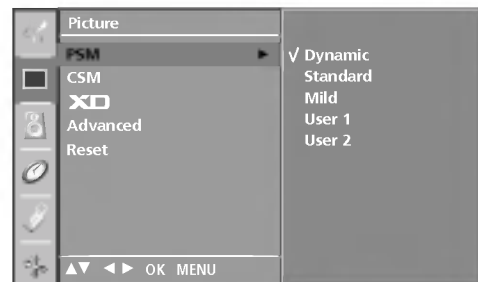 Picture
PSM
CSM
XD
Advanced
Reset
▲▼ ◄► OK MENU
√ Dynamic
Standard
Mild
User 1
User 2